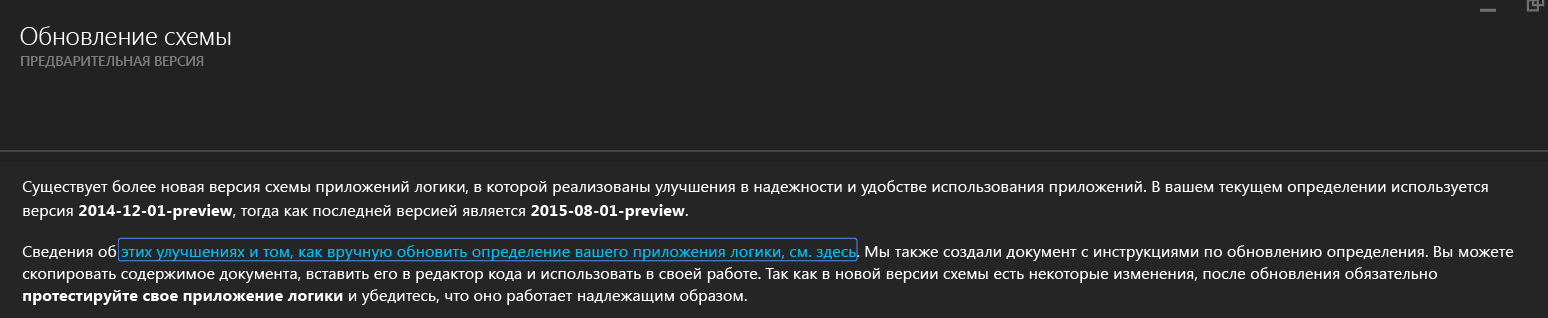 Обновление схемы
ПРЕДВАРИТЕЛЬНАЯ ВЕРСИЯ
Существует более новая версия схемы приложений логики, в которой реализованы улучшения в надежности и удобстве использования приложений. В вашем текущем определении используется
версия 2014-12-01-preview, тогда как последней версией является 2015-08-01-preview.
Сведения об этих улучшениях и том, как вручную обновить определение вашего приложения логики, см. здесь. Мы также создали документ с инструкциями по обновлению определения. Вы можете
скопировать содержимое документа, вставить его в редактор кода и использовать в своей работе. Так как в новой версии схемы есть некоторые изменения, после обновления обязательно
протестируйте свое приложение логики и убедитесь, что оно работает надлежащим образом.